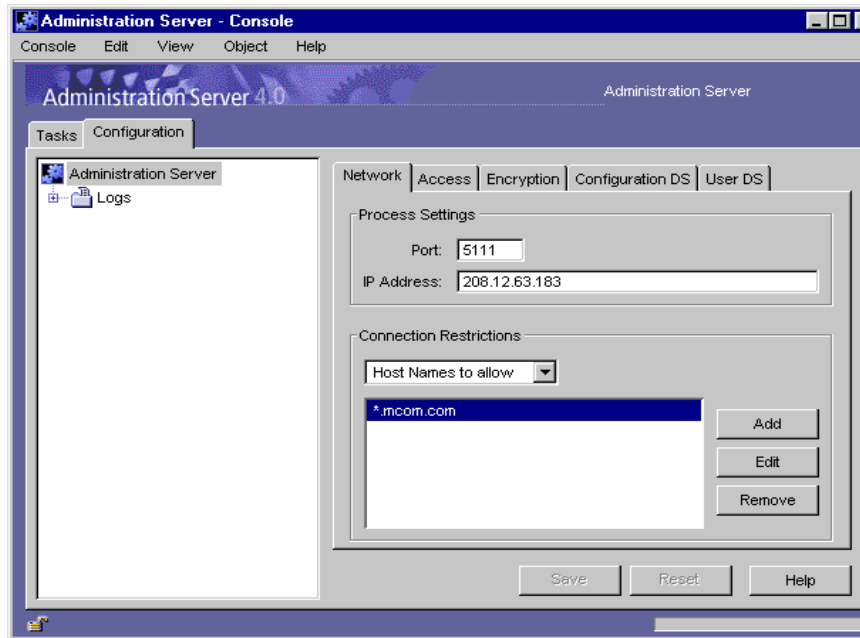 Administration Server - Console
Console Edit View Object Help
Administration Server 4.0
Administration Server
Tasks Configuration
Administration Server
Logs
Network Access Encryption Configuration DS User DS
Process Settings
Port: 5111
IP Address: 208.12.63.183
Connection Restrictions
Host Names to allow
*.mcom.com
Add
Edit
Remove
Save Reset Help